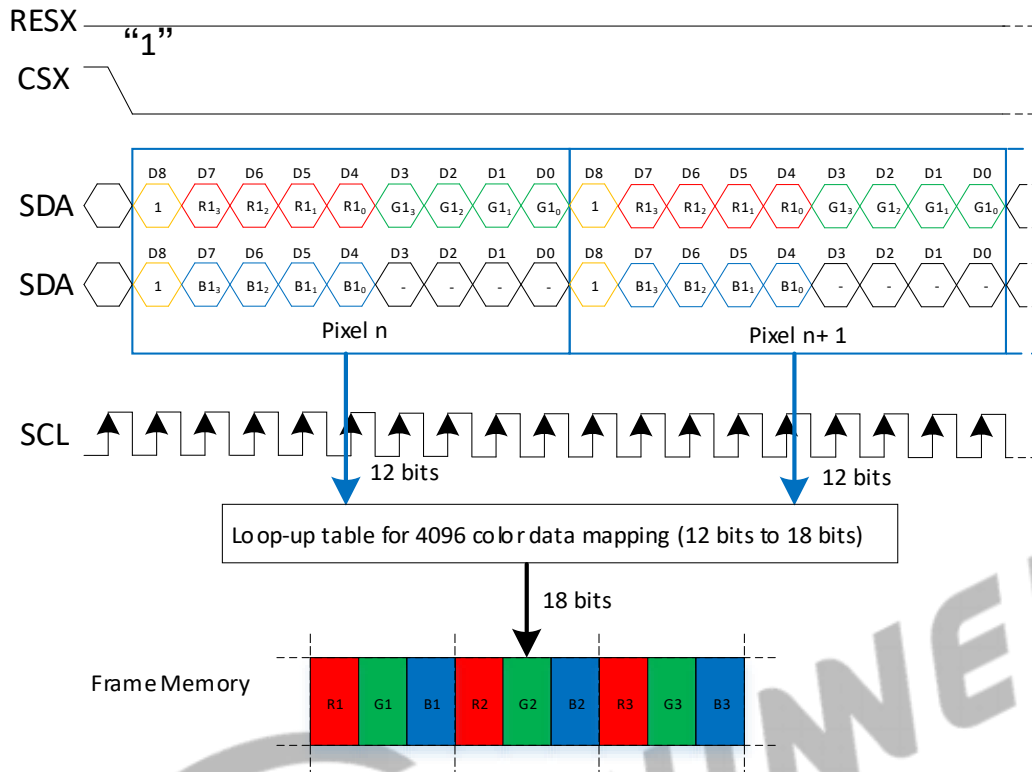 RESX
“1”
CSX
D8 D7 D6 D5 D4 D3 D2 D1 D0 D8 D7 D6 D5 D4 D3 D2 D1 D0
SDA 1 R1₃ R1₂ R1₁ R1₀ G1₃ G1₂ G1₁ G1₀ 1 R1₃ R1₂ R1₁ R1₀ G1₃ G1₂ G1₁ G1₀
D8 D7 D6 D5 D4 D3 D2 D1 D0 D8 D7 D6 D5 D4 D3 D2 D1 D0
SDA 1 B1₃ B1₂ B1₁ B1₀ - - - - 1 B1₃ B1₂ B1₁ B1₀ - - - -
Pixel n Pixel n+ 1
SCL
12 bits 12 bits
Loop-up table for 4096 color data mapping (12 bits to 18 bits)
18 bits
Frame Memory R1 G1 B1 R2 G2 B2 R3 G3 B3